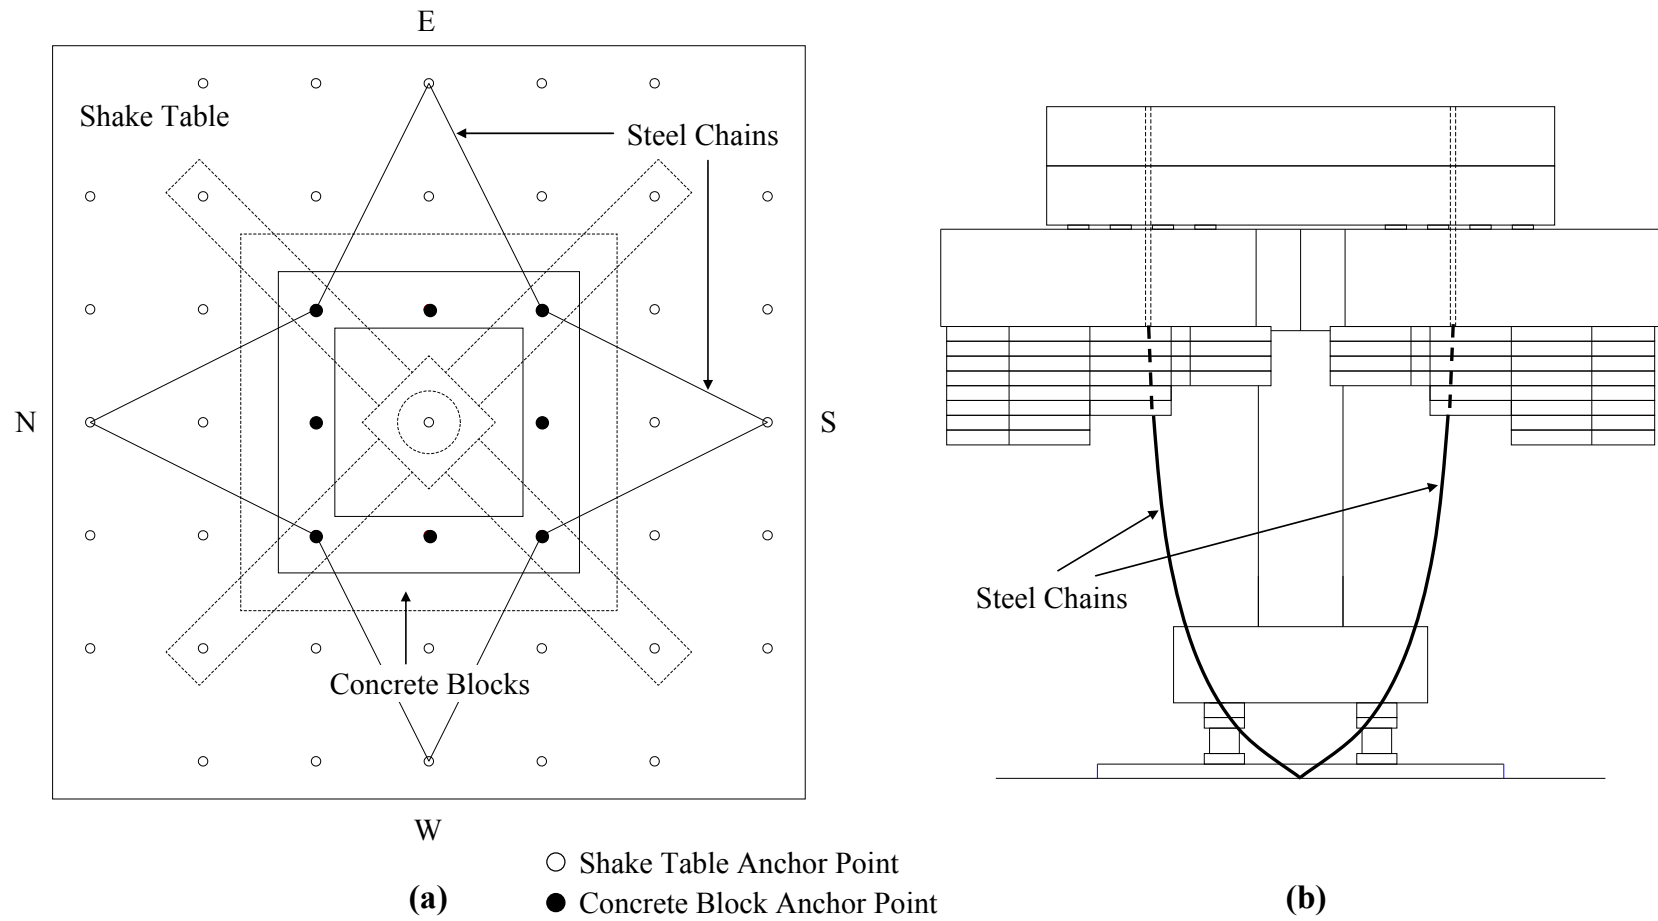 E
Shake Table
Steel Chains
N
S
Concrete Blocks
W
Steel Chains
Shake Table Anchor Point
Concrete Block Anchor Point
(a)
(b)